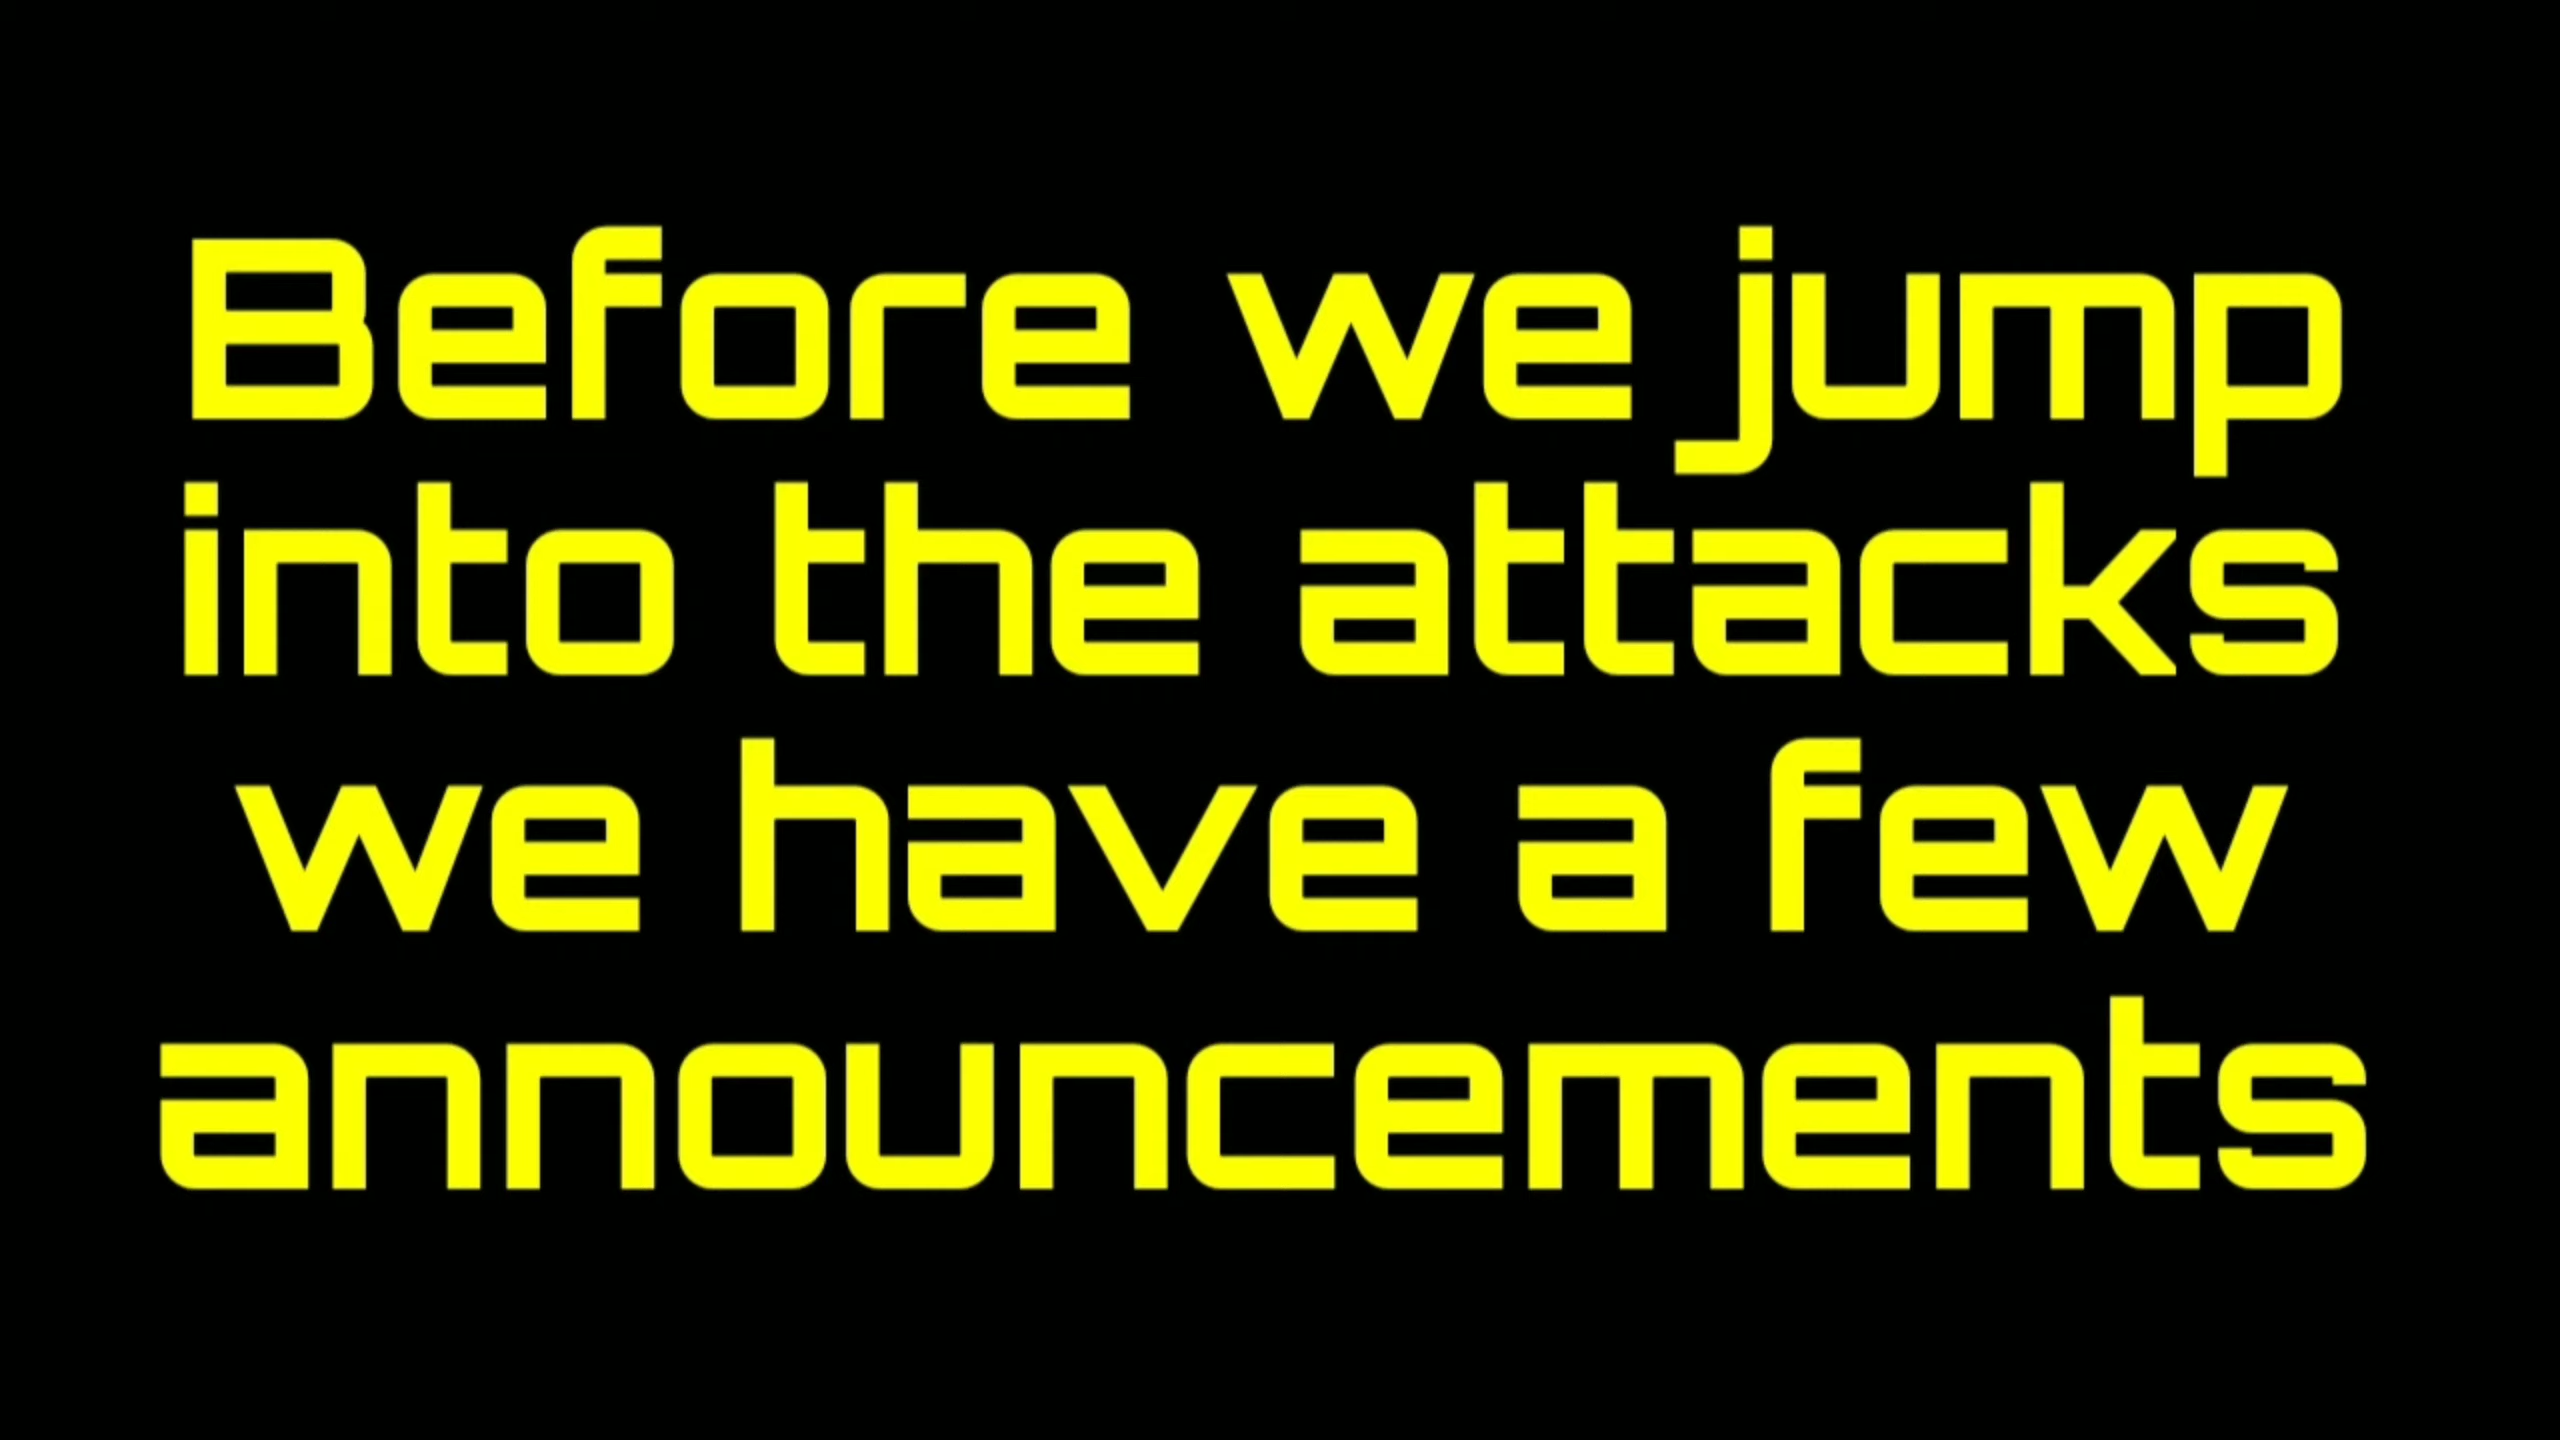 Before we jump
into the attacks
we have a few
announcements